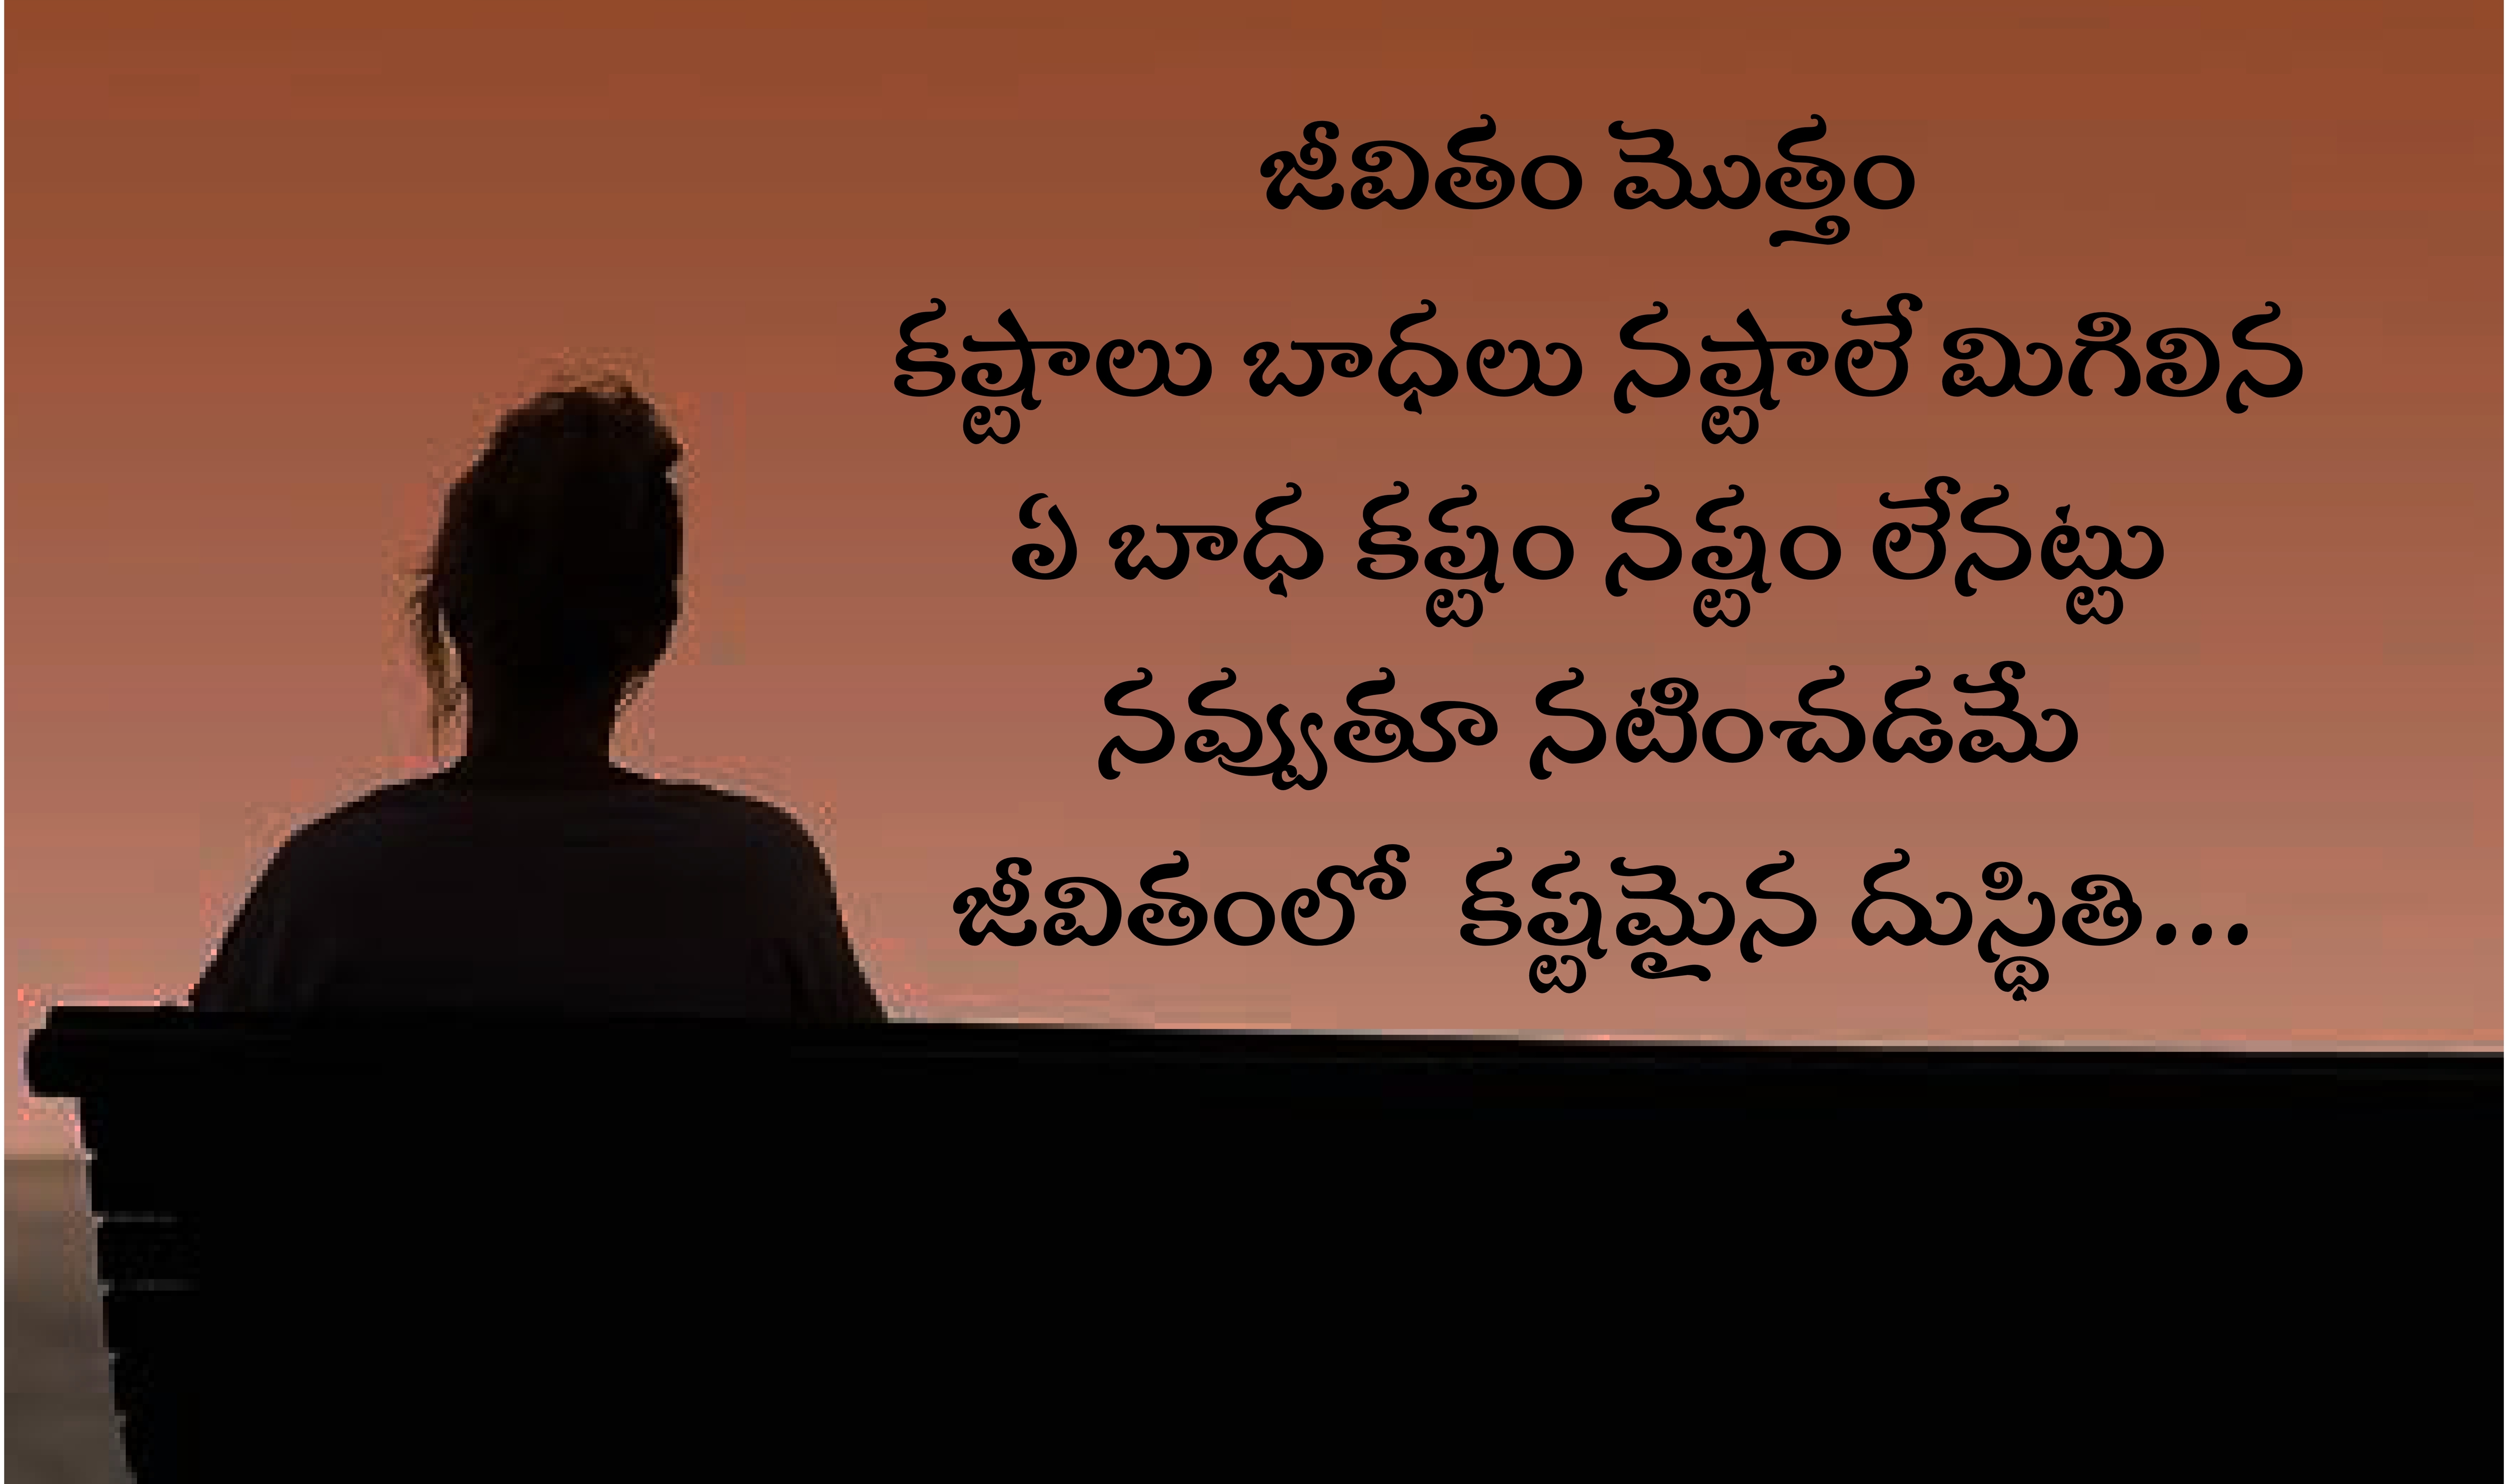 జీవితం మొత్తం
కష్టాలు బాధలు నష్టాలే మిగిలిన
ఏ బాధ కష్టం నష్టం లేనట్టు
నవ్వుతూ నటించడమే
జీవితంలో కష్టమైన దుస్థితి...